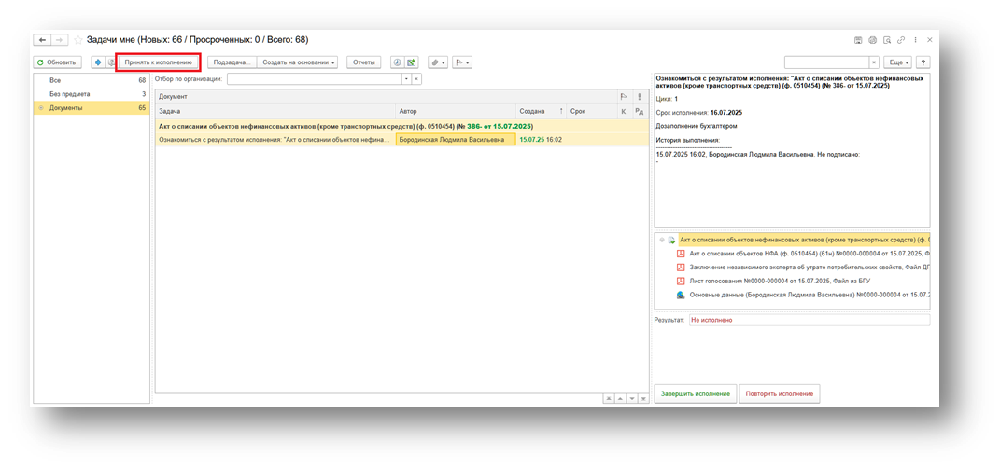 Задачи мне (Новых: 66 / Просроченных: 0 / Всего: 68)
Обновить
Принять к исполнению
Подзадача...
Создать на основании
Отчеты
Еще
?
Все 68
Без предмета 3
Документы 65
Отбор по организации:
Документ
Задача Автор Создана ↑ Срок К Рд
Акт о списании объектов нефинансовых активов (кроме транспортных средств) (ф. 0510454) (№ 386- от 15.07.2025)
Ознакомиться с результатом исполнения: "Акт о списании объектов нефина... Бородинская Людмила Васильевна 15.07.25 16:02
Ознакомиться с результатом исполнения: "Акт о списании объектов нефинансовых
активов (кроме транспортных средств) (ф. 0510454) (№ 386- от 15.07.2025)
Цикл: 1
Срок исполнения: 16.07.2025
Дозаполнение бухгалтером
История выполнения:
-----------------------------------
15.07.2025 16:02, Бородинская Людмила Васильевна. Не подписано:
-
Акт о списании объектов нефинансовых активов (кроме транспортных средств) (ф. 0
Акт о списании объектов НФА (ф. 0510454) (61н) №0000-000004 от 15.07.2025, Ф
Заключение независимого эксперта об утрате потребительских свойств, Файл ДГ
Лист голосования №0000-000004 от 15.07.2025, Файл из БГУ
Основные данные (Бородинская Людмила Васильевна) №0000-000004 от 15.07.2
Результат: Не исполнено
Завершить исполнение
Повторить исполнение